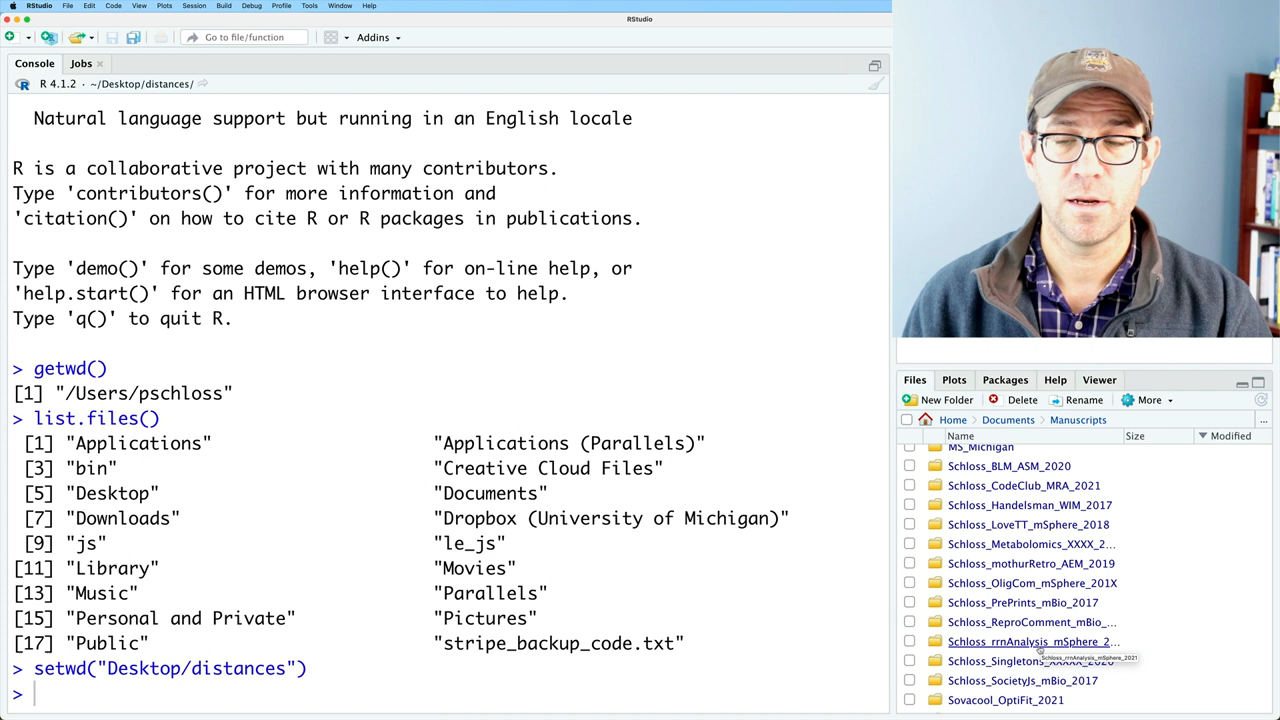 RStudio File Edit Code View Plots Session Build Debug Profile Tools Window Help
RStudio
Go to file/function
Addins
Console Jobs
R 4.1.2 · ~/Desktop/distances/
Natural language support but running in an English locale
R is a collaborative project with many contributors.
Type 'contributors()' for more information and
'citation()' on how to cite R or R packages in publications.
Type 'demo()' for some demos, 'help()' for on-line help, or
'help.start()' for an HTML browser interface to help.
Type 'q()' to quit R.
> getwd()
[1] "/Users/pschloss"
> list.files()
[1] "Applications" "Applications (Parallels)"
[3] "bin" "Creative Cloud Files"
[5] "Desktop" "Documents"
[7] "Downloads" "Dropbox (University of Michigan)"
[9] "js" "le_js"
[11] "Library" "Movies"
[13] "Music" "Parallels"
[15] "Personal and Private" "Pictures"
[17] "Public" "stripe_backup_code.txt"
> setwd("Desktop/distances")
>
Files Plots Packages Help Viewer
New Folder Delete Rename More
Home Documents Manuscripts ...
Name Size Modified
MS_Michigan
Schloss_BLM_ASM_2020
Schloss_CodeClub_MRA_2021
Schloss_Handelsman_WIM_2017
Schloss_LoveTT_mSphere_2018
Schloss_Metabolomics_XXXX_2...
Schloss_mothurRetro_AEM_2019
Schloss_OligCom_mSphere_201X
Schloss_PrePrints_mBio_2017
Schloss_ReproComment_mBio_...
Schloss_rrnAnalysis_mSphere_2...
Schloss_rrnAnalysis_mSphere_2021
Schloss_Singletons_XXXXX_2020
Schloss_SocietyJs_mBio_2017
Sovacool_OptiFit_2021